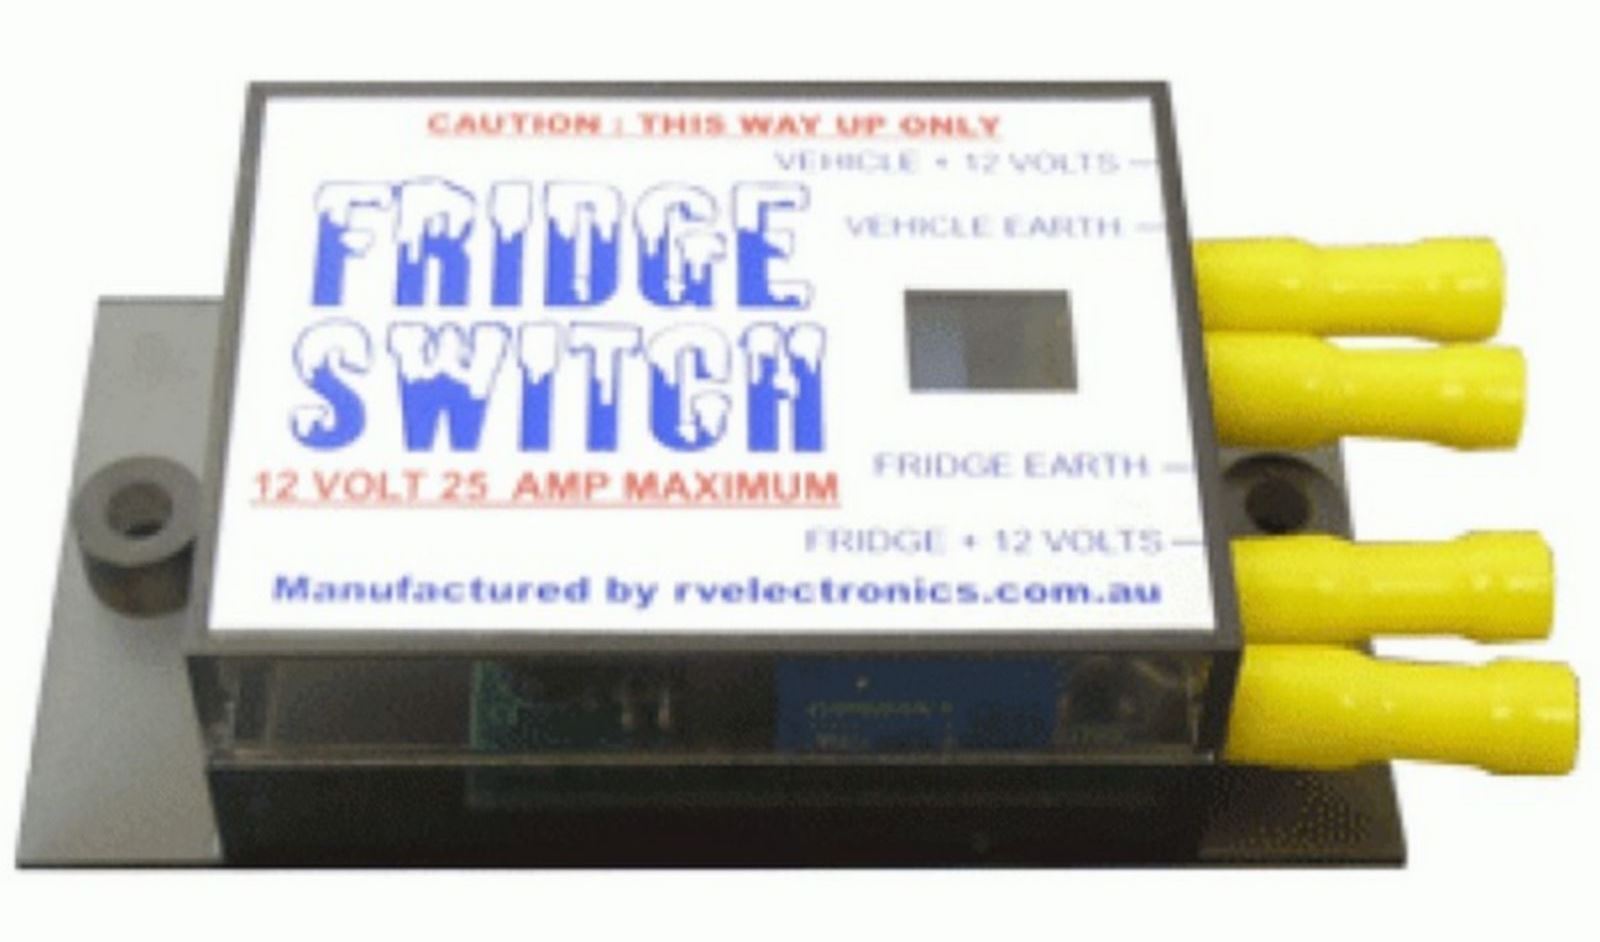 CAUTION : THIS WAY UP ONLY
VEHICLE + 12 VOLTS
VEHICLE EARTH
FRIDGE
SWITCH
12 VOLT 25 AMP MAXIMUM
FRIDGE EARTH
FRIDGE + 12 VOLTS
Manufactured by rvelectronics.com.au